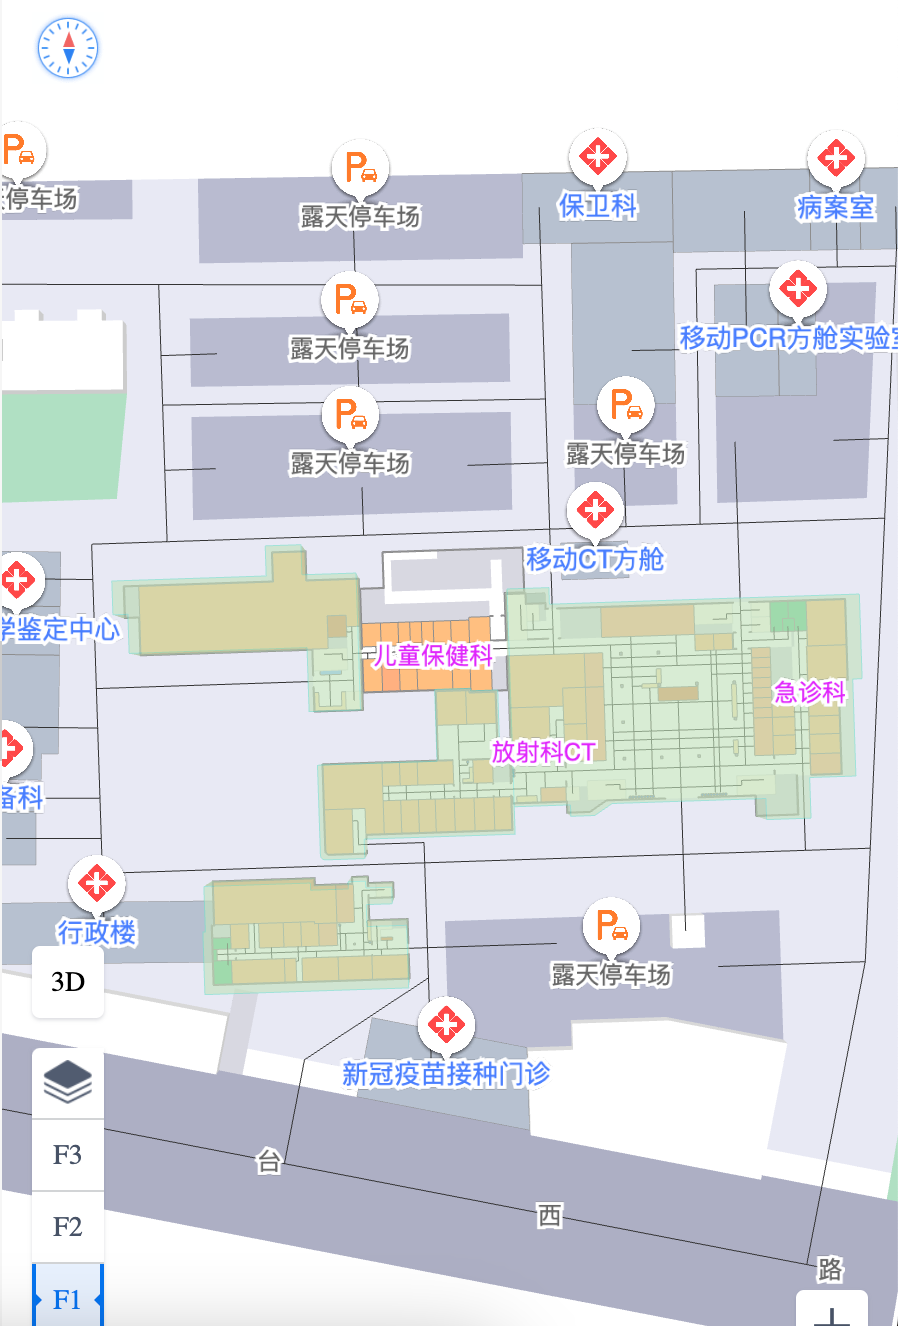 停车场
露天停车场
保卫科
病案室
露天停车场
移动PCR方舱实验室
露天停车场
露天停车场
移动CT方舱
学鉴定中心
儿童保健科
急诊科
放射科CT
备科
行政楼
露天停车场
3D
新冠疫苗接种门诊
F3
台
F2
西
路
F1